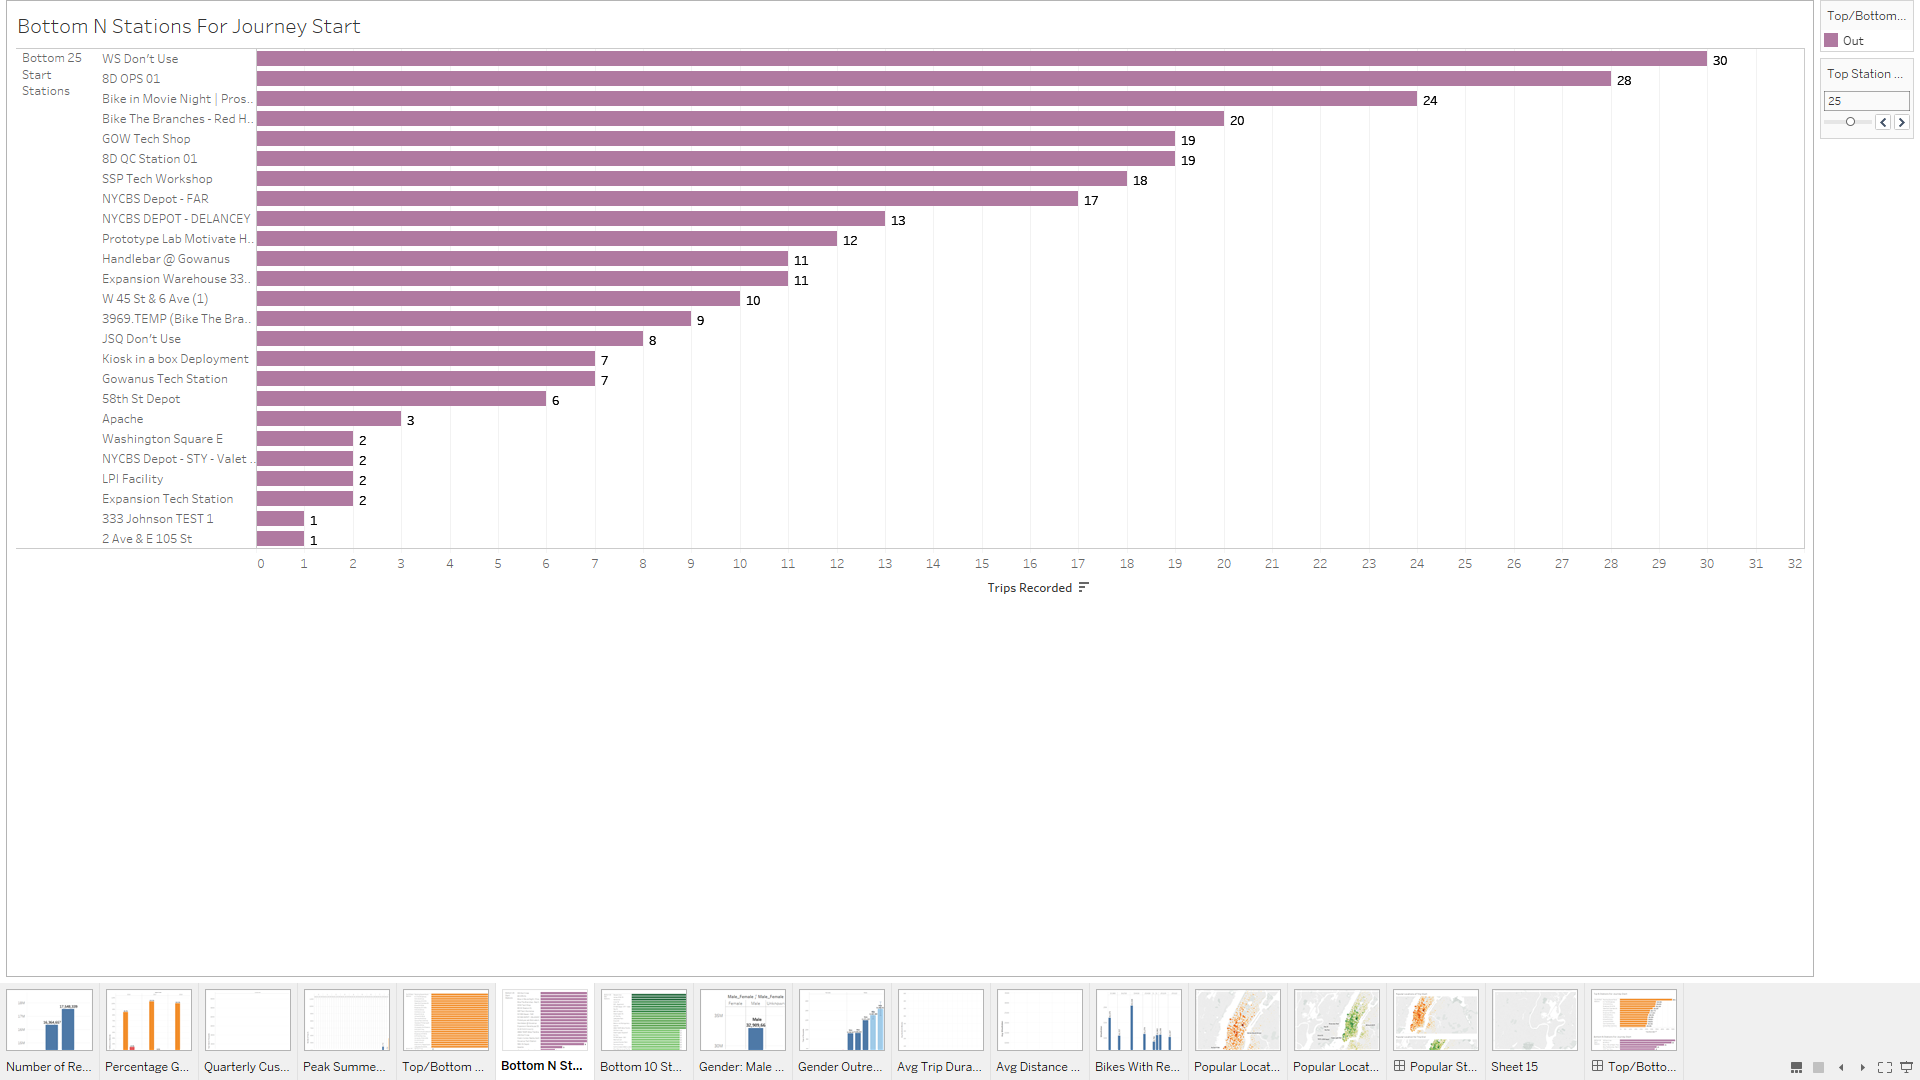 Bottom N Stations For Journey Start
Bottom 25
Start
Stations
WS Don't Use
30
8D OPS 01
28
Bike in Movie Night | Pros..
24
Bike The Branches - Red H..
20
GOW Tech Shop
19
8D QC Station 01
19
SSP Tech Workshop
18
NYCBS Depot - FAR
17
NYCBS DEPOT - DELANCEY
13
Prototype Lab Motivate H..
12
Handlebar @ Gowanus
11
Expansion Warehouse 33..
11
W 45 St & 6 Ave (1)
10
3969.TEMP (Bike The Bra..
9
JSQ Don't Use
8
Kiosk in a box Deployment
7
Gowanus Tech Station
7
58th St Depot
6
Apache
3
Washington Square E
2
NYCBS Depot - STY - Valet ..
2
LPI Facility
2
Expansion Tech Station
2
333 Johnson TEST 1
1
2 Ave & E 105 St
1
0 1 2 3 4 5 6 7 8 9 10 11 12 13 14 15 16 17 18 19 20 21 22 23 24 25 26 27 28 29 30 31 32
Trips Recorded
Top/Bottom...
Out
Top Station ...
25
Number of Re... Percentage G... Quarterly Cus... Peak Summe... Top/Bottom ... Bottom N St... Bottom 10 St... Gender: Male ... Gender Outre... Avg Trip Dura... Avg Distance ... Bikes With Re... Popular Locat... Popular Locat... Popular St... Sheet 15 Top/Botto...